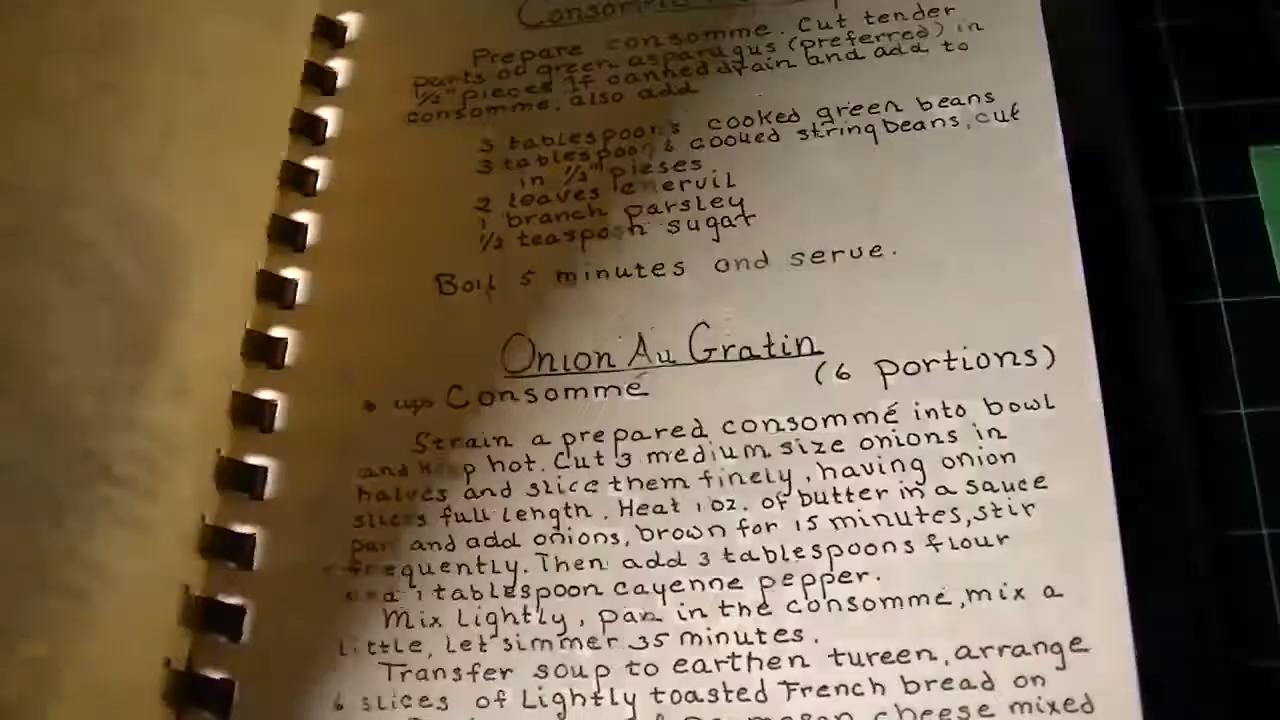 Consommé
Prepare consomme. Cut tender
parts od green asparagus (preferred) in
1/2" pieces If canned drain and add to
consomme, also add
3 tablespoons cooked green beans
3 tablespoons cooked stringbeans, cut
in 1/2" pieses
2 leaves chervil
1 branch parsley
1/2 teaspoon sugar
Boil 5 minutes and serve.
Onion Au Gratin
Consommé (6 portions)
Strain a prepared consommé into bowl
and keep hot. Cut 3 medium size onions in
halves and slice them finely, having onion
slices full length. Heat 1 oz. of butter in a sauce
pan and add onions, brown for 15 minutes, stir
frequently. Then add 3 tablespoons flour
and 1 tablespoon cayenne pepper.
Mix lightly, pan in the consommé, mix a
little, let simmer 35 minutes.
Transfer soup to earthen tureen, arrange
6 slices of Lightly toasted French bread on
cheese mixed